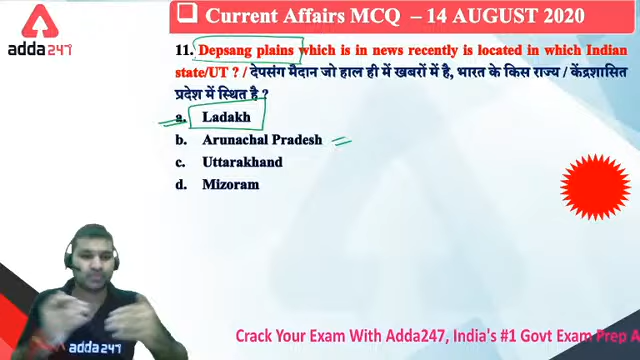 adda247
Current Affairs MCQ – 14 AUGUST 2020
11. Depsang plains which is in news recently is located in which Indian
state/UT ? / देपसंग मैदान जो हाल ही में खबरों में है, भारत के किस राज्य / केंद्रशासित
प्रदेश में स्थित है ?
a. Ladakh
b. Arunachal Pradesh
c. Uttarakhand
d. Mizoram
adda247
Crack Your Exam With Adda247, India's #1 Govt Exam Prep A